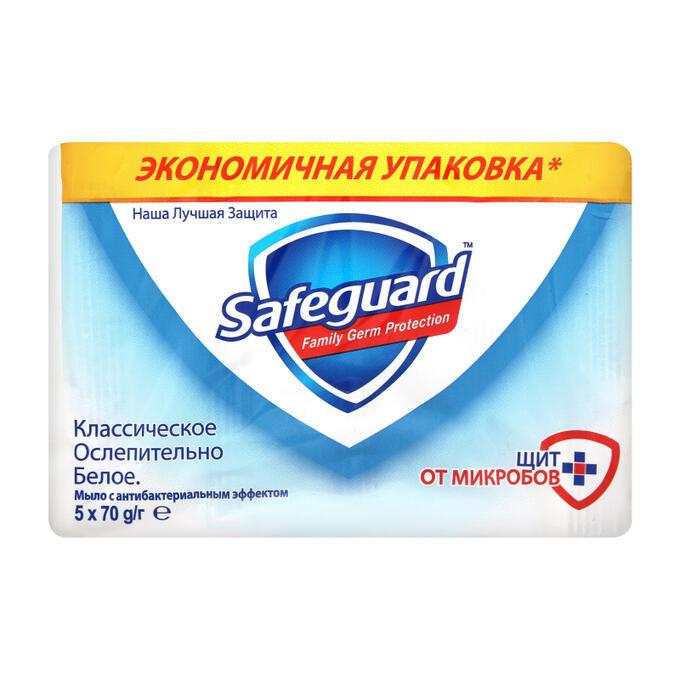 ЭКОНОМИЧНАЯ УПАКОВКА*
Наша Лучшая Защита
Safeguard™
Family Germ Protection
Классическое
Ослепительно
Белое.
Мыло с антибактериальным эффектом
5 x 70 g/г ℮
ЩИТ
ОТ МИКРОБОВ